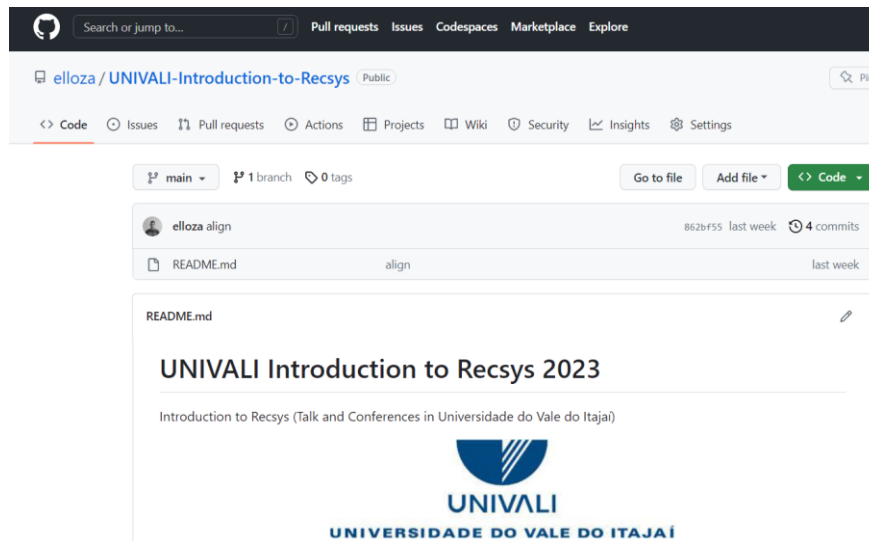 Search or jump to... / Pull requests Issues Codespaces Marketplace Explore
elloza / UNIVALI-Introduction-to-Recsys Public
<> Code Issues Pull requests Actions Projects Wiki Security Insights Settings
main 1 branch 0 tags Go to file Add file <> Code
elloza align 862bf55 last week 4 commits
README.md align last week
README.md
UNIVALI Introduction to Recsys 2023
Introduction to Recsys (Talk and Conferences in Universidade do Vale do Itajaí)
UNIVALI
UNIVERSIDADE DO VALE DO ITAJAÍ